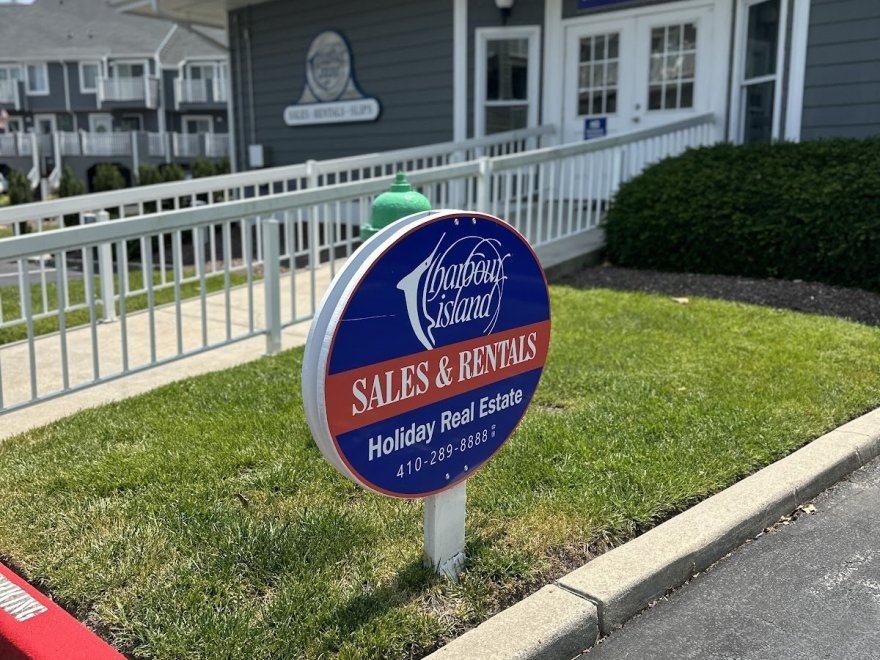 SALES · RENTALS · SLIPS
harbour
island
SALES & RENTALS
Holiday Real Estate
410-289-8888